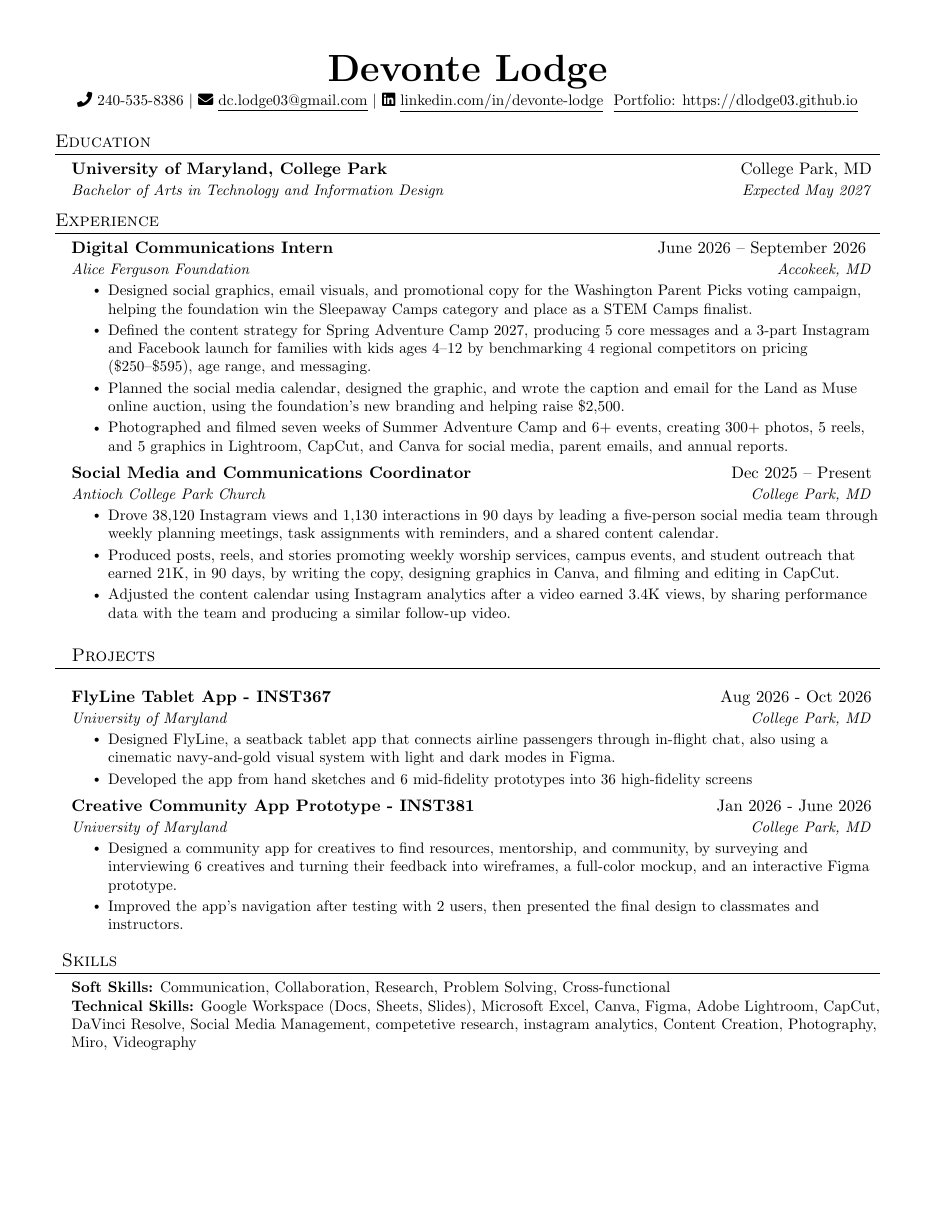 Devonte Lodge
240-535-8386 | dc.lodge03@gmail.com | linkedin.com/in/devonte-lodge Portfolio: https://dlodge03.github.io
Education
University of Maryland, College Park College Park, MD
Bachelor of Arts in Technology and Information Design Expected May 2027
Experience
Digital Communications Intern June 2026 – September 2026
Alice Ferguson Foundation Accokeek, MD
• Designed social graphics, email visuals, and promotional copy for the Washington Parent Picks voting campaign,
helping the foundation win the Sleepaway Camps category and place as a STEM Camps finalist.
• Defined the content strategy for Spring Adventure Camp 2027, producing 5 core messages and a 3-part Instagram
and Facebook launch for families with kids ages 4–12 by benchmarking 4 regional competitors on pricing
($250–$595), age range, and messaging.
• Planned the social media calendar, designed the graphic, and wrote the caption and email for the Land as Muse
online auction, using the foundation's new branding and helping raise $2,500.
• Photographed and filmed seven weeks of Summer Adventure Camp and 6+ events, creating 300+ photos, 5 reels,
and 5 graphics in Lightroom, CapCut, and Canva for social media, parent emails, and annual reports.
Social Media and Communications Coordinator Dec 2025 – Present
Antioch College Park Church College Park, MD
• Drove 38,120 Instagram views and 1,130 interactions in 90 days by leading a five-person social media team through
weekly planning meetings, task assignments with reminders, and a shared content calendar.
• Produced posts, reels, and stories promoting weekly worship services, campus events, and student outreach that
earned 21K, in 90 days, by writing the copy, designing graphics in Canva, and filming and editing in CapCut.
• Adjusted the content calendar using Instagram analytics after a video earned 3.4K views, by sharing performance
data with the team and producing a similar follow-up video.
Projects
FlyLine Tablet App - INST367 Aug 2026 - Oct 2026
University of Maryland College Park, MD
• Designed FlyLine, a seatback tablet app that connects airline passengers through in-flight chat, also using a
cinematic navy-and-gold visual system with light and dark modes in Figma.
• Developed the app from hand sketches and 6 mid-fidelity prototypes into 36 high-fidelity screens
Creative Community App Prototype - INST381 Jan 2026 - June 2026
University of Maryland College Park, MD
• Designed a community app for creatives to find resources, mentorship, and community, by surveying and
interviewing 6 creatives and turning their feedback into wireframes, a full-color mockup, and an interactive Figma
prototype.
• Improved the app's navigation after testing with 2 users, then presented the final design to classmates and
instructors.
Skills
Soft Skills: Communication, Collaboration, Research, Problem Solving, Cross-functional
Technical Skills: Google Workspace (Docs, Sheets, Slides), Microsoft Excel, Canva, Figma, Adobe Lightroom, CapCut,
DaVinci Resolve, Social Media Management, competetive research, instagram analytics, Content Creation, Photography,
Miro, Videography